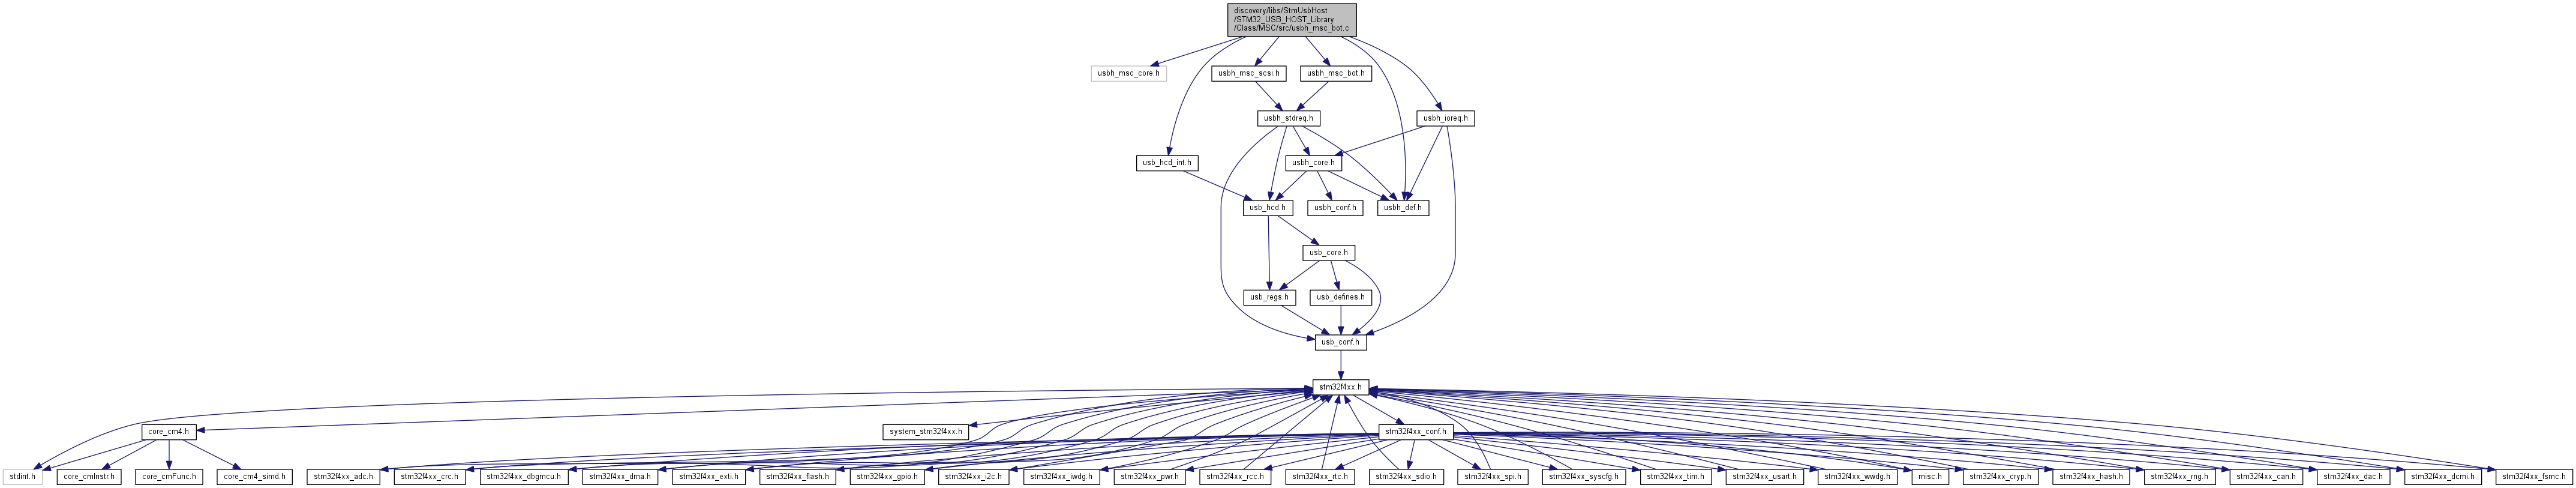 discovery/libs/StmUsbHost
/STM32_USB_HOST_Library
/Class/MSC/src/usbh_msc_bot.c
usbh_msc_core.h
usbh_msc_scsi.h
usbh_msc_bot.h
usbh_stdreq.h
usbh_ioreq.h
usb_hcd_int.h
usbh_core.h
usb_hcd.h
usbh_conf.h
usbh_def.h
usb_core.h
usb_regs.h
usb_defines.h
usb_conf.h
stm32f4xx.h
core_cm4.h
system_stm32f4xx.h
stm32f4xx_conf.h
stdint.h
core_cmInstr.h
core_cmFunc.h
core_cm4_simd.h
stm32f4xx_adc.h
stm32f4xx_crc.h
stm32f4xx_dbgmcu.h
stm32f4xx_dma.h
stm32f4xx_exti.h
stm32f4xx_flash.h
stm32f4xx_gpio.h
stm32f4xx_i2c.h
stm32f4xx_iwdg.h
stm32f4xx_pwr.h
stm32f4xx_rcc.h
stm32f4xx_rtc.h
stm32f4xx_sdio.h
stm32f4xx_spi.h
stm32f4xx_syscfg.h
stm32f4xx_tim.h
stm32f4xx_usart.h
stm32f4xx_wwdg.h
misc.h
stm32f4xx_cryp.h
stm32f4xx_hash.h
stm32f4xx_rng.h
stm32f4xx_can.h
stm32f4xx_dac.h
stm32f4xx_dcmi.h
stm32f4xx_fsmc.h